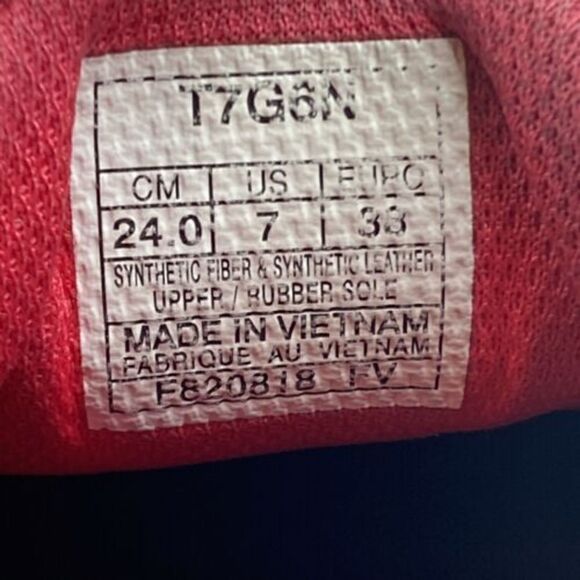 T7G6N
CM US EURO
24.0 7 38
SYNTHETIC FIBER & SYNTHETIC LEATHER
UPPER / RUBBER SOLE
MADE IN VIETNAM
FABRIQUE AU VIETNAM
F820818 FV